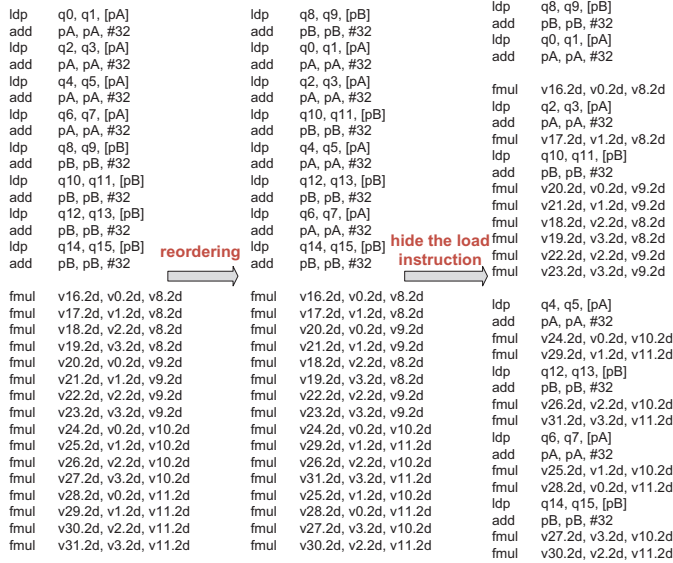 ldp q0, q1, [pA]
add pA, pA, #32
ldp q2, q3, [pA]
add pA, pA, #32
ldp q4, q5, [pA]
add pA, pA, #32
ldp q6, q7, [pA]
add pA, pA, #32
ldp q8, q9, [pB]
add pB, pB, #32
ldp q10, q11, [pB]
add pB, pB, #32
ldp q12, q13, [pB]
add pB, pB, #32
ldp q14, q15, [pB]
add pB, pB, #32
fmul v16.2d, v0.2d, v8.2d
fmul v17.2d, v1.2d, v8.2d
fmul v18.2d, v2.2d, v8.2d
fmul v19.2d, v3.2d, v8.2d
fmul v20.2d, v0.2d, v9.2d
fmul v21.2d, v1.2d, v9.2d
fmul v22.2d, v2.2d, v9.2d
fmul v23.2d, v3.2d, v9.2d
fmul v24.2d, v0.2d, v10.2d
fmul v25.2d, v1.2d, v10.2d
fmul v26.2d, v2.2d, v10.2d
fmul v27.2d, v3.2d, v10.2d
fmul v28.2d, v0.2d, v11.2d
fmul v29.2d, v1.2d, v11.2d
fmul v30.2d, v2.2d, v11.2d
fmul v31.2d, v3.2d, v11.2d
reordering
ldp q8, q9, [pB]
add pB, pB, #32
ldp q0, q1, [pA]
add pA, pA, #32
ldp q2, q3, [pA]
add pA, pA, #32
ldp q10, q11, [pB]
add pB, pB, #32
ldp q4, q5, [pA]
add pA, pA, #32
ldp q12, q13, [pB]
add pB, pB, #32
ldp q6, q7, [pA]
add pA, pA, #32
ldp q14, q15, [pB]
add pB, pB, #32
fmul v16.2d, v0.2d, v8.2d
fmul v17.2d, v1.2d, v8.2d
fmul v20.2d, v0.2d, v9.2d
fmul v21.2d, v1.2d, v9.2d
fmul v18.2d, v2.2d, v8.2d
fmul v19.2d, v3.2d, v8.2d
fmul v22.2d, v2.2d, v9.2d
fmul v23.2d, v3.2d, v9.2d
fmul v24.2d, v0.2d, v10.2d
fmul v29.2d, v1.2d, v11.2d
fmul v26.2d, v2.2d, v10.2d
fmul v31.2d, v3.2d, v11.2d
fmul v25.2d, v1.2d, v10.2d
fmul v28.2d, v0.2d, v11.2d
fmul v27.2d, v3.2d, v10.2d
fmul v30.2d, v2.2d, v11.2d
hide the load
instruction
ldp q8, q9, [pB]
add pB, pB, #32
ldp q0, q1, [pA]
add pA, pA, #32
fmul v16.2d, v0.2d, v8.2d
ldp q2, q3, [pA]
add pA, pA, #32
fmul v17.2d, v1.2d, v8.2d
ldp q10, q11, [pB]
add pB, pB, #32
fmul v20.2d, v0.2d, v9.2d
fmul v21.2d, v1.2d, v9.2d
fmul v18.2d, v2.2d, v8.2d
fmul v19.2d, v3.2d, v8.2d
fmul v22.2d, v2.2d, v9.2d
fmul v23.2d, v3.2d, v9.2d
ldp q4, q5, [pA]
add pA, pA, #32
fmul v24.2d, v0.2d, v10.2d
fmul v29.2d, v1.2d, v11.2d
ldp q12, q13, [pB]
add pB, pB, #32
fmul v26.2d, v2.2d, v10.2d
fmul v31.2d, v3.2d, v11.2d
ldp q6, q7, [pA]
add pA, pA, #32
fmul v25.2d, v1.2d, v10.2d
fmul v28.2d, v0.2d, v11.2d
ldp q14, q15, [pB]
add pB, pB, #32
fmul v27.2d, v3.2d, v10.2d
fmul v30.2d, v2.2d, v11.2d